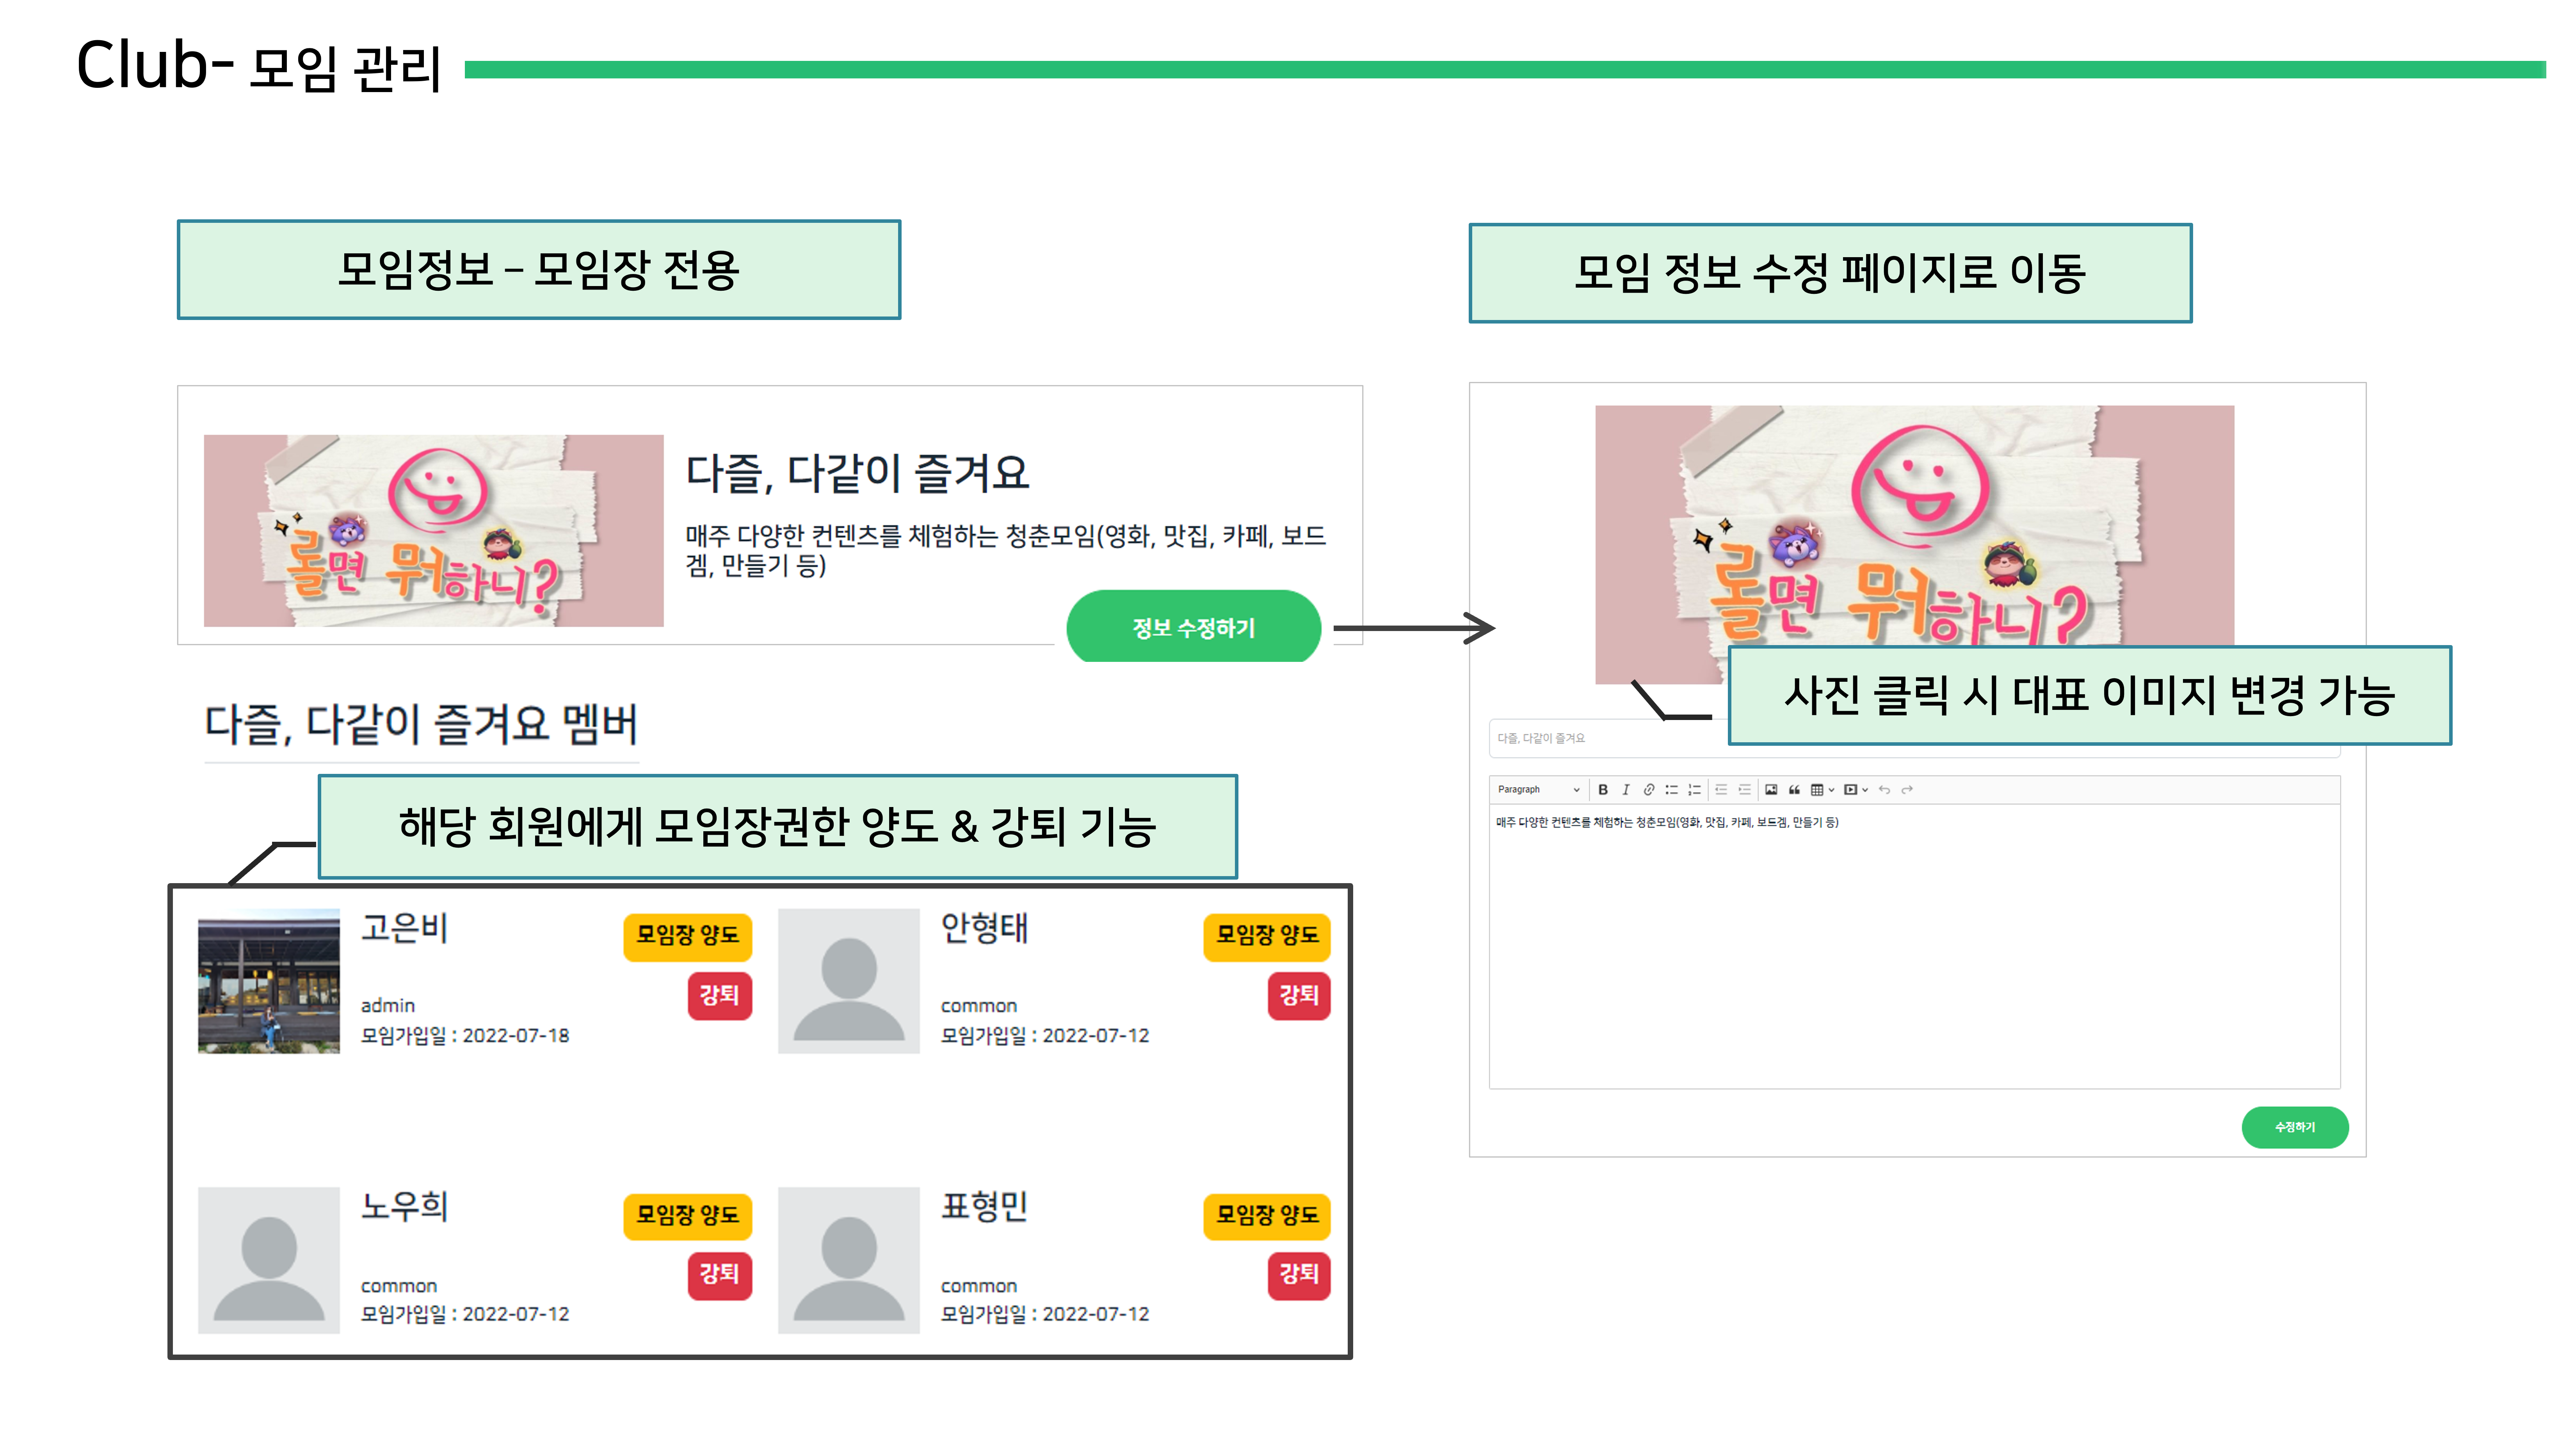 Club- 모임 관리
모임정보 – 모임장 전용
모임 정보 수정 페이지로 이동
롤면 뭐하니?
다즐, 다같이 즐겨요
매주 다양한 컨텐츠를 체험하는 청춘모임(영화, 맛집, 카페, 보드
겜, 만들기 등)
정보 수정하기
다즐, 다같이 즐겨요 멤버
해당 회원에게 모임장권한 양도 & 강퇴 기능
고은비
모임장 양도
강퇴
admin
모임가입일 : 2022-07-18
안형태
모임장 양도
강퇴
common
모임가입일 : 2022-07-12
노우희
모임장 양도
강퇴
common
모임가입일 : 2022-07-12
표형민
모임장 양도
강퇴
common
모임가입일 : 2022-07-12
롤면 뭐하니?
사진 클릭 시 대표 이미지 변경 가능
다즐, 다같이 즐겨요
Paragraph
매주 다양한 컨텐츠를 체험하는 청춘모임(영화, 맛집, 카페, 보드겜, 만들기 등)
수정하기